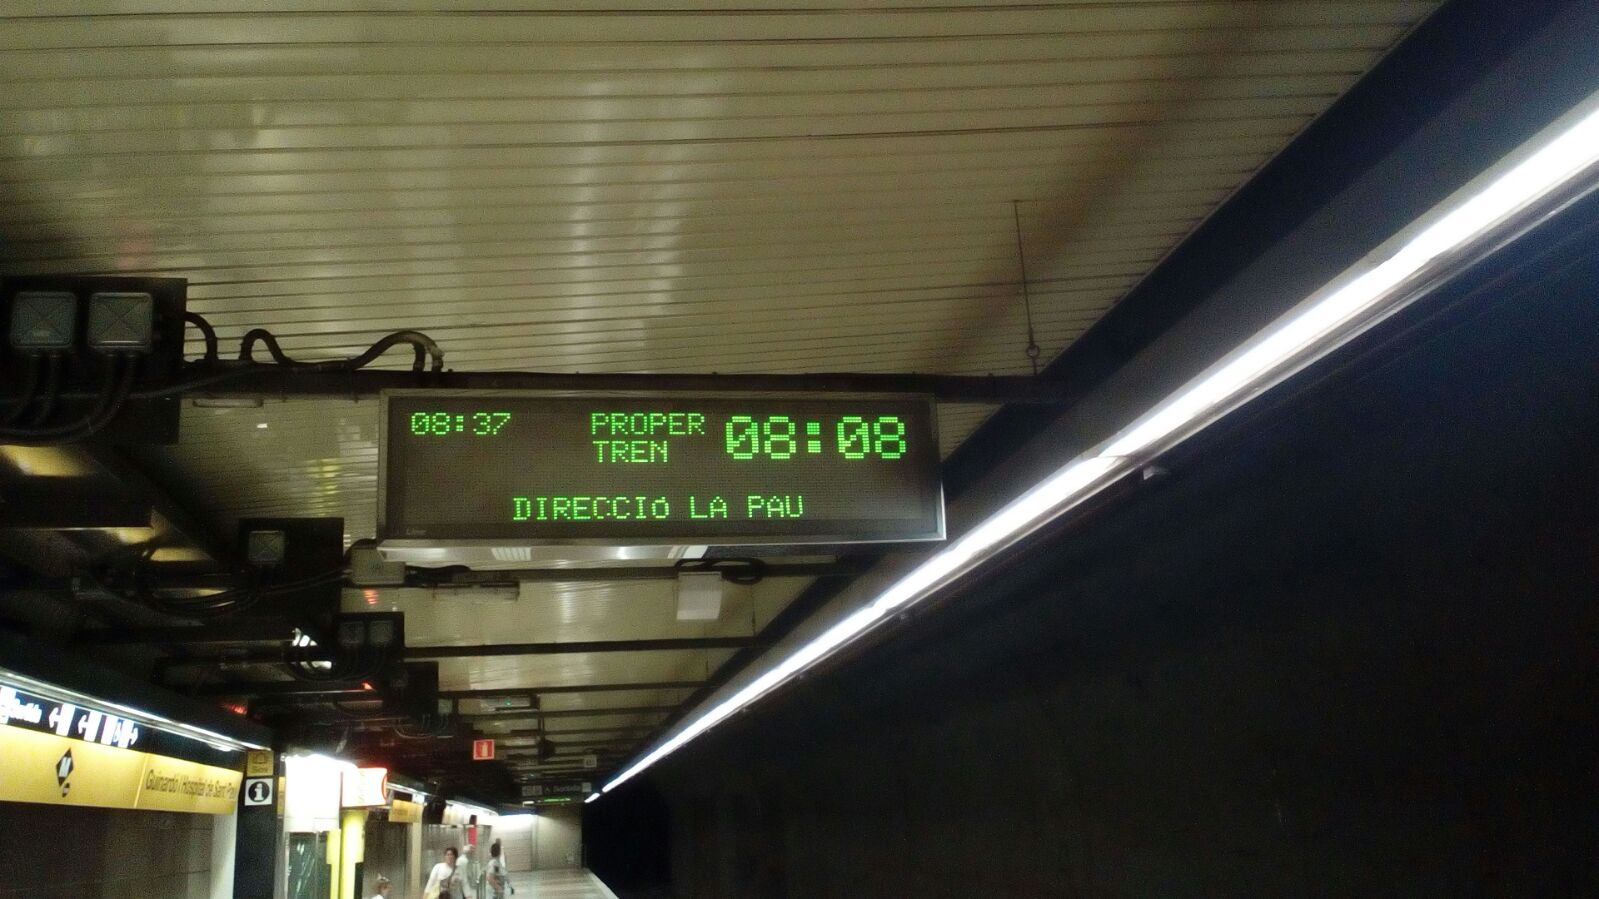 08:37
PROPER
TREN
08:08
DIRECCIó LA PAU
M
Guinardó / Hospital de Sant Pau
i